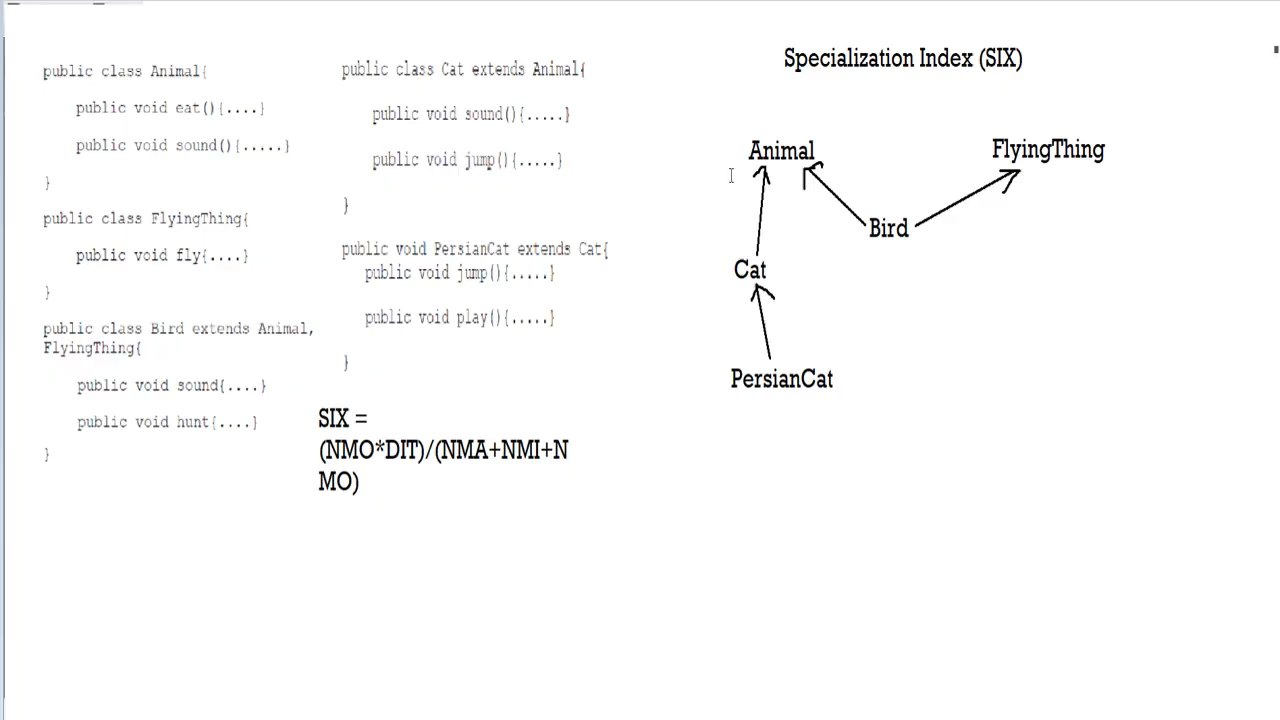 public class Animal{
public void eat(){....}
public void sound(){.....}
}
public class FlyingThing{
public void fly{....}
}
public class Bird extends Animal,
FlyingThing{
public void sound{....}
public void hunt{....}
}
public class Cat extends Animal{
public void sound(){.....}
public void jump(){.....}
}
public void PersianCat extends Cat{
public void jump(){.....}
public void play(){.....}
}
SIX =
(NMO*DIT)/(NMA+NMI+N
MO)
Specialization Index (SIX)
Animal
FlyingThing
Bird
Cat
PersianCat